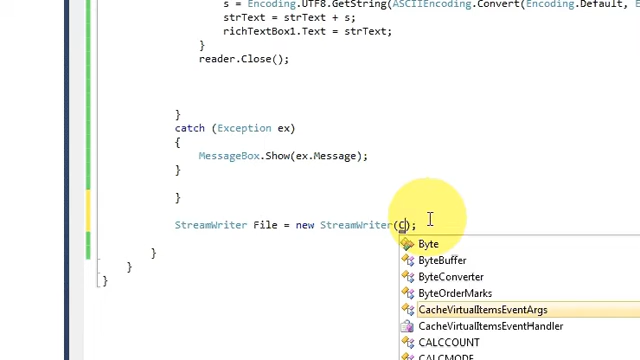 s = Encoding.UTF8.GetString(ASCIIEncoding.Convert(Encoding.Default, E
strText = strText + s;
richTextBox1.Text = strText;
}
reader.Close();
}
catch (Exception ex)
{
MessageBox.Show(ex.Message);
}
}
StreamWriter File = new StreamWriter(C);
Byte
ByteBuffer
ByteConverter
ByteOrderMarks
CacheVirtualItemsEventArgs
CacheVirtualItemsEventHandler
CALCCOUNT
CALCMODE
}
}
}